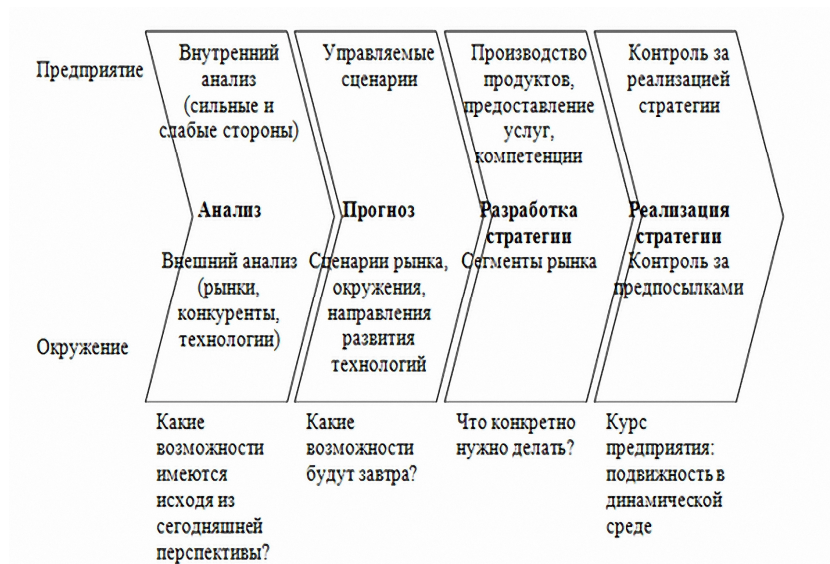 Предприятие
Внутренний
анализ
(сильные и
слабые стороны)
Управляемые
сценарии
Производство
продуктов,
предоставление
услуг,
компетенции
Контроль за
реализацией
стратегии
Анализ
Прогноз
Разработка
стратегии
Реализация
стратегии
Окружение
Внешний анализ
(рынки,
конкуренты,
технологии)
Сценарии рынка,
окружения,
направления
развития
технологий
Сегменты рынка
Контроль за
предпосылками
Какие
возможности
имеются
исходя из
сегодняшней
перспективы?
Какие
возможности
будут завтра?
Что конкретно
нужно делать?
Курс
предприятия:
подвижность в
динамической
среде